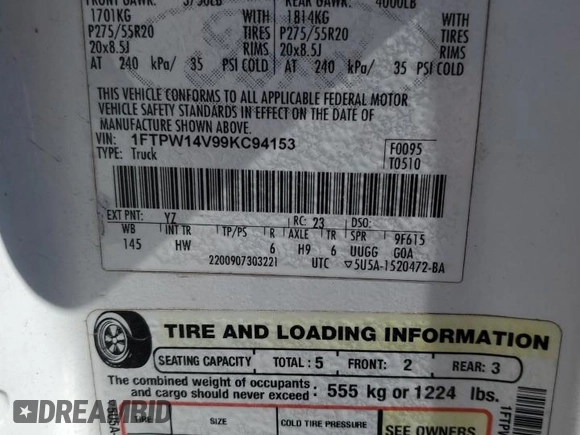 FRONT GAWR: 3750LB REAR GAWR: 4000LB
1701KG 1814KG
P275/55R20 TIRES P275/55R20 TIRES
20x8.5J RIMS 20x8.5J RIMS
AT 240 kPa/ 35 PSI COLD AT 240 kPa/ 35 PSI COLD
THIS VEHICLE CONFORMS TO ALL APPLICABLE FEDERAL MOTOR
VEHICLE SAFETY STANDARDS IN EFFECT ON THE DATE OF
MANUFACTURE SHOWN ABOVE.
VIN: 1FTPW14V99KC94153
TYPE: Truck
F0095
T0510
EXT PNT: YZ RC: 23 DSO:
WB INT TR TP/PS R AXLE TR SPR 9F615
145 HW 6 H9 6 UUGG G0A
2200907303221 UTC ▽5U5A-1520472-BA
TIRE AND LOADING INFORMATION
SEATING CAPACITY TOTAL: 5 FRONT: 2 REAR: 3
The combined weight of occupants
and cargo should never exceed: 555 kg or 1224 lbs.
TIRE SIZE COLD TIRE PRESSURE SEE OWNERS
1FTPW
DREAMBID